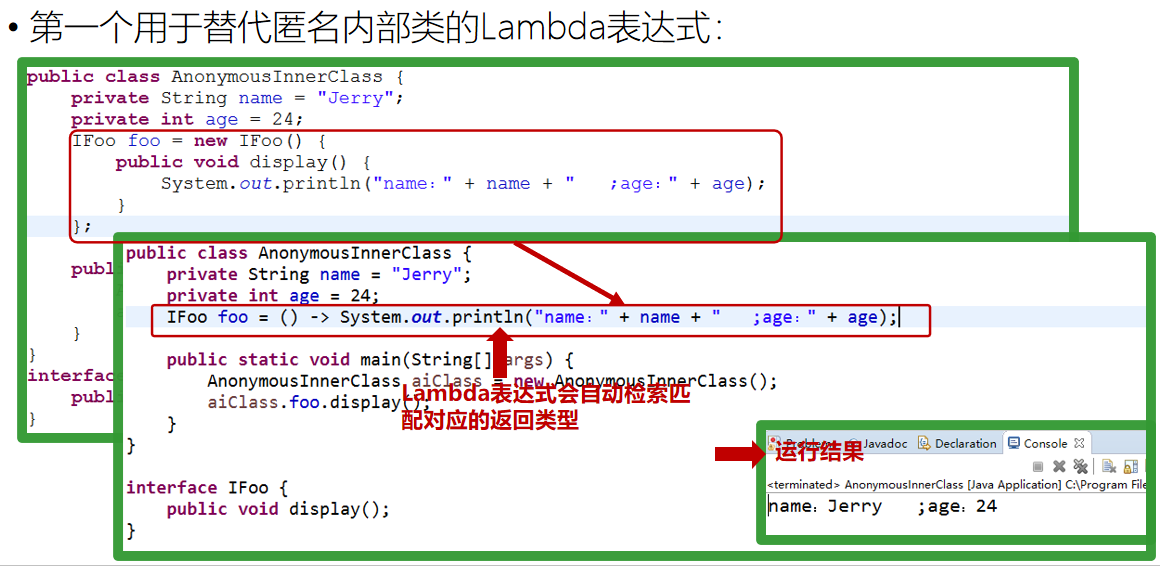 • 第一个用于替代匿名内部类的Lambda表达式：
public class AnonymousInnerClass {
private String name = "Jerry";
private int age = 24;
IFoo foo = new IFoo() {
public void display() {
System.out.println("name：" + name + "   ;age：" + age);
}
};
publ
}
}
interface
publ
}
public class AnonymousInnerClass {
private String name = "Jerry";
private int age = 24;
IFoo foo = () -> System.out.println("name：" + name + "   ;age：" + age);
public static void main(String[] args) {
AnonymousInnerClass aiClass = new AnonymousInnerClass();
aiClass.foo.display();
}
}
interface IFoo {
public void display();
}
Lambda表达式会自动检索匹
配对应的返回类型
运行结果
Problems Javadoc Declaration Console
<terminated> AnonymousInnerClass [Java Application] C:\Program File
name：Jerry   ;age：24